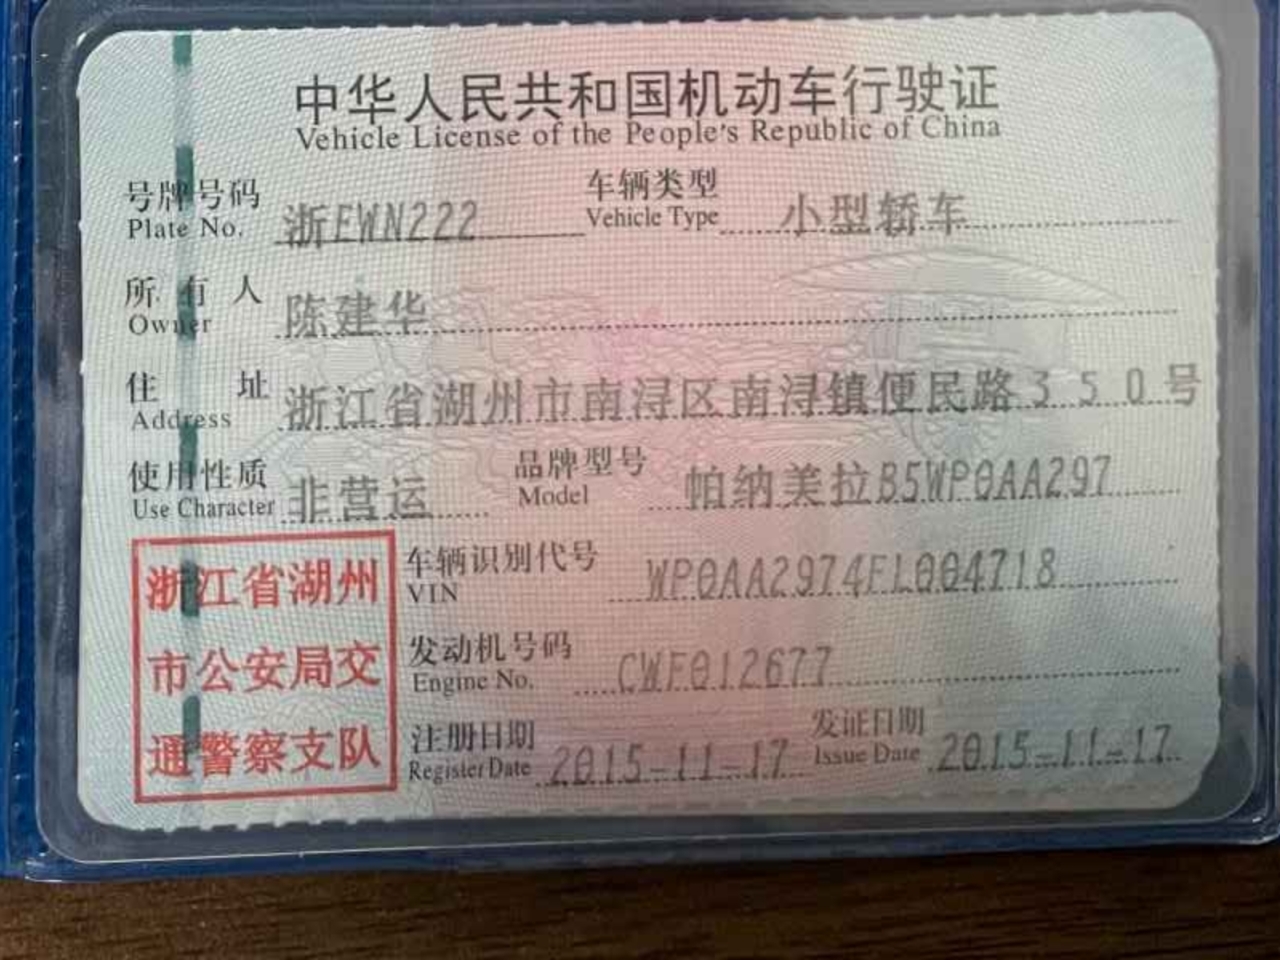 中华人民共和国机动车行驶证
Vehicle License of the People's Republic of China
号牌号码 浙EWN222 车辆类型 小型轿车
Plate No. Vehicle Type
所有人 陈建华
Owner
住址 浙江省湖州市南浔区南浔镇便民路350号
Address
使用性质 非营运 品牌型号 帕纳美拉B5WP0AA297
Use Character Model
浙江省湖州
市公安局交
通警察支队
车辆识别代号 WP0AA2974FL004718
VIN
发动机号码 CWF012677
Engine No.
注册日期 2015-11-17 发证日期 2015-11-17
Register Date Issue Date